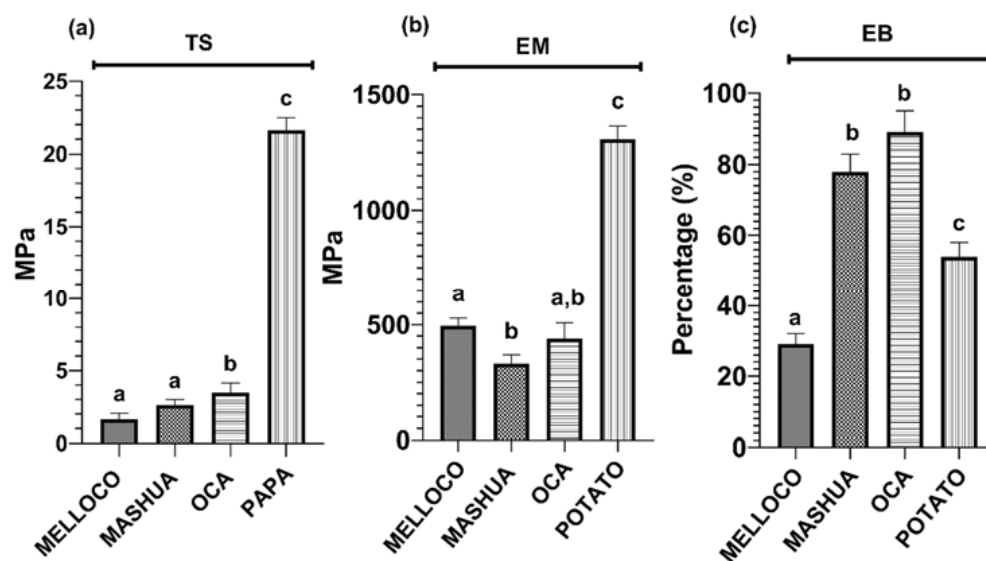 (a)
TS
25
20
15
10
5
0
MPa
a
a
b
c
MELLOCO
MASHUA
OCA
PAPA
(b)
EM
1500
1000
500
0
MPa
a
b
a,b
c
MELLOCO
MASHUA
OCA
POTATO
(c)
EB
100
80
60
40
20
0
Percentage (%)
a
b
b
c
MELLOCO
MASHUA
OCA
POTATO